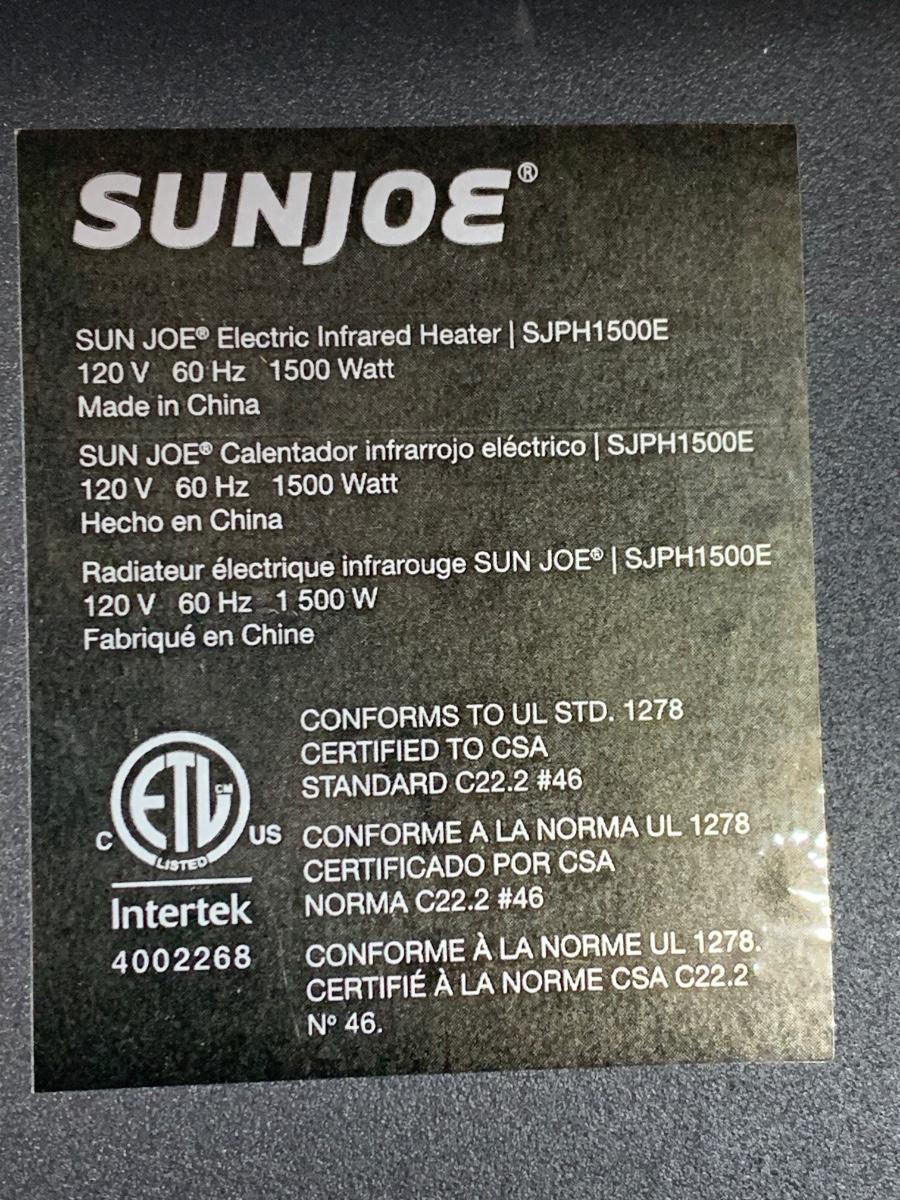 SUNJOE®
SUN JOE® Electric Infrared Heater | SJPH1500E
120 V 60 Hz 1500 Watt
Made in China
SUN JOE® Calentador infrarrojo eléctrico | SJPH1500E
120 V 60 Hz 1500 Watt
Hecho en China
Radiateur électrique infrarouge SUN JOE® | SJPH1500E
120 V 60 Hz 1 500 W
Fabriqué en Chine
CONFORMS TO UL STD. 1278
CERTIFIED TO CSA
STANDARD C22.2 #46
CONFORME A LA NORMA UL 1278
CERTIFICADO POR CSA
NORMA C22.2 #46
CONFORME À LA NORME UL 1278.
CERTIFIÉ À LA NORME CSA C22.2
Nº 46.
ETL CM
C US
LISTED
Intertek
4002268